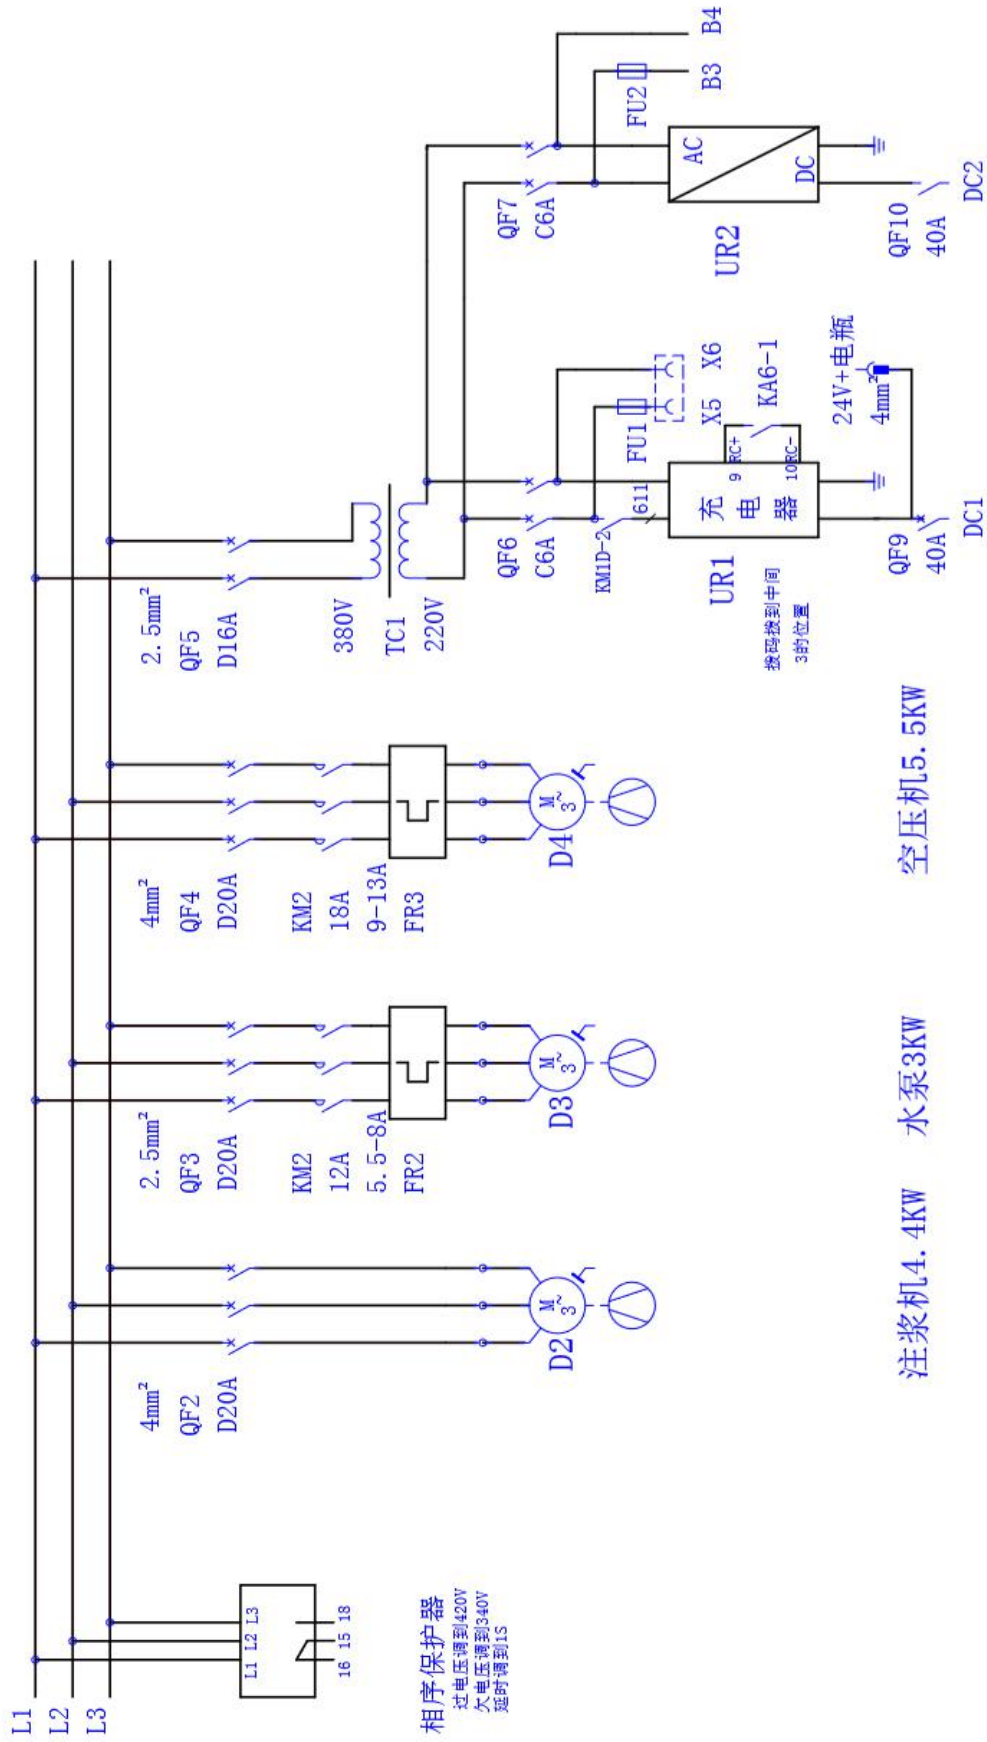 L1
L2
L3
L1 L2 L3
16 15 18
相序保护器
过电压调到420V
欠电压调到340V
延时调到1S
4mm²
QF2
D20A
M
3~
D2
注浆机4.4KW
2.5mm²
QF3
D20A
KM2
12A
5.5-8A
FR2
M
3~
D3
水泵3KW
4mm²
QF4
D20A
KM2
18A
9-13A
FR3
M
3~
D4
空压机5.5KW
2.5mm²
QF5
D16A
380V
TC1
220V
QF6
C6A
KM1D-2
611
FU1
X5 X6
充
电
器
9 RC+
10 RC-
KA6-1
UR1
拨码拨到中间
3的位置
24V+电瓶
4mm²
QF9
40A
DC1
QF7
C6A
FU2
B3
B4
AC
DC
UR2
QF10
40A
DC2